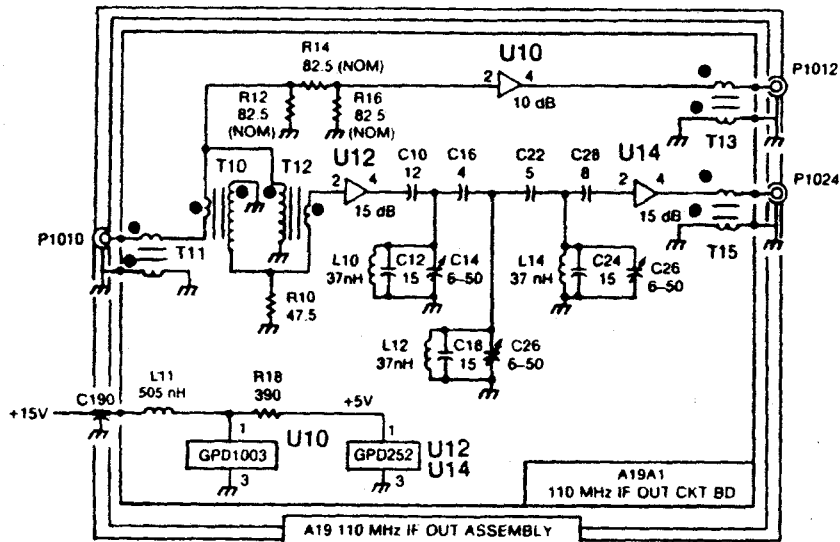 R14
82.5 (NOM)
U10
P1012
R12
82.5
(NOM)
R16
82.5
(NOM)
2
4
10 dB
T13
T10
T12
U12
C10
12
C16
4
C22
5
C28
8
U14
P1024
2
4
15 dB
2
4
15 dB
T15
P1010
T11
L10
37nH
C12
15
C14
6–50
L14
37 nH
C24
15
C26
6–50
R10
47.5
L12
37nH
C18
15
C26
6–50
L11
505 nH
R18
390
+15V
C190
+5V
1
U10
GPD1003
3
1
GPD252
3
U12
U14
A19A1
110 MHz IF OUT CKT BD
A19 110 MHz IF OUT ASSEMBLY